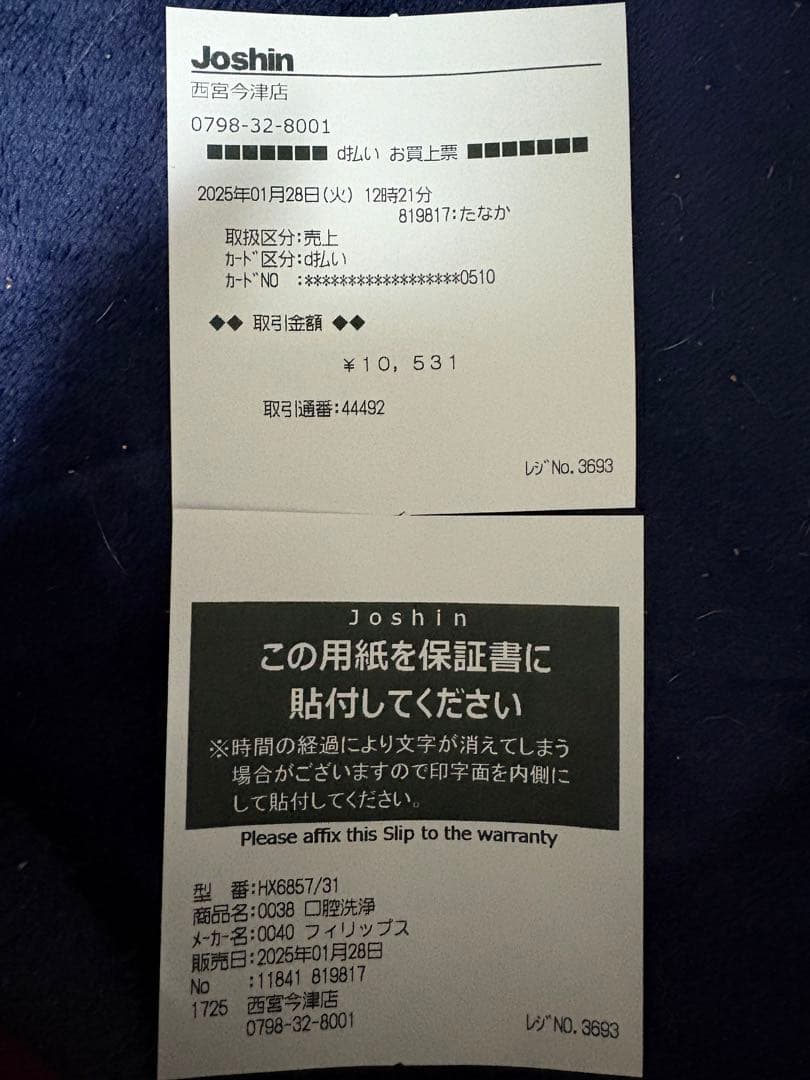 Joshin
西宮今津店
0798-32-8001
■■■■■■■ d払い お買上票 ■■■■■■■
2025年01月28日(火) 12時21分
819817:たなか
取扱区分:売上
カード区分:d払い
カードNO :******************0510
◆◆ 取引金額 ◆◆
¥10,531
取引通番:44492
レジNo.3693
Joshin
この用紙を保証書に
貼付してください
※時間の経過により文字が消えてしまう
場合がございますので印字面を内側に
して貼付してください。
Please affix this Slip to the warranty
型 番:HX6857/31
商品名:0038 口腔洗浄
メーカー名:0040 フィリップス
販売日:2025年01月28日
No :11841 819817
1725 西宮今津店
0798-32-8001
レジNO.3693